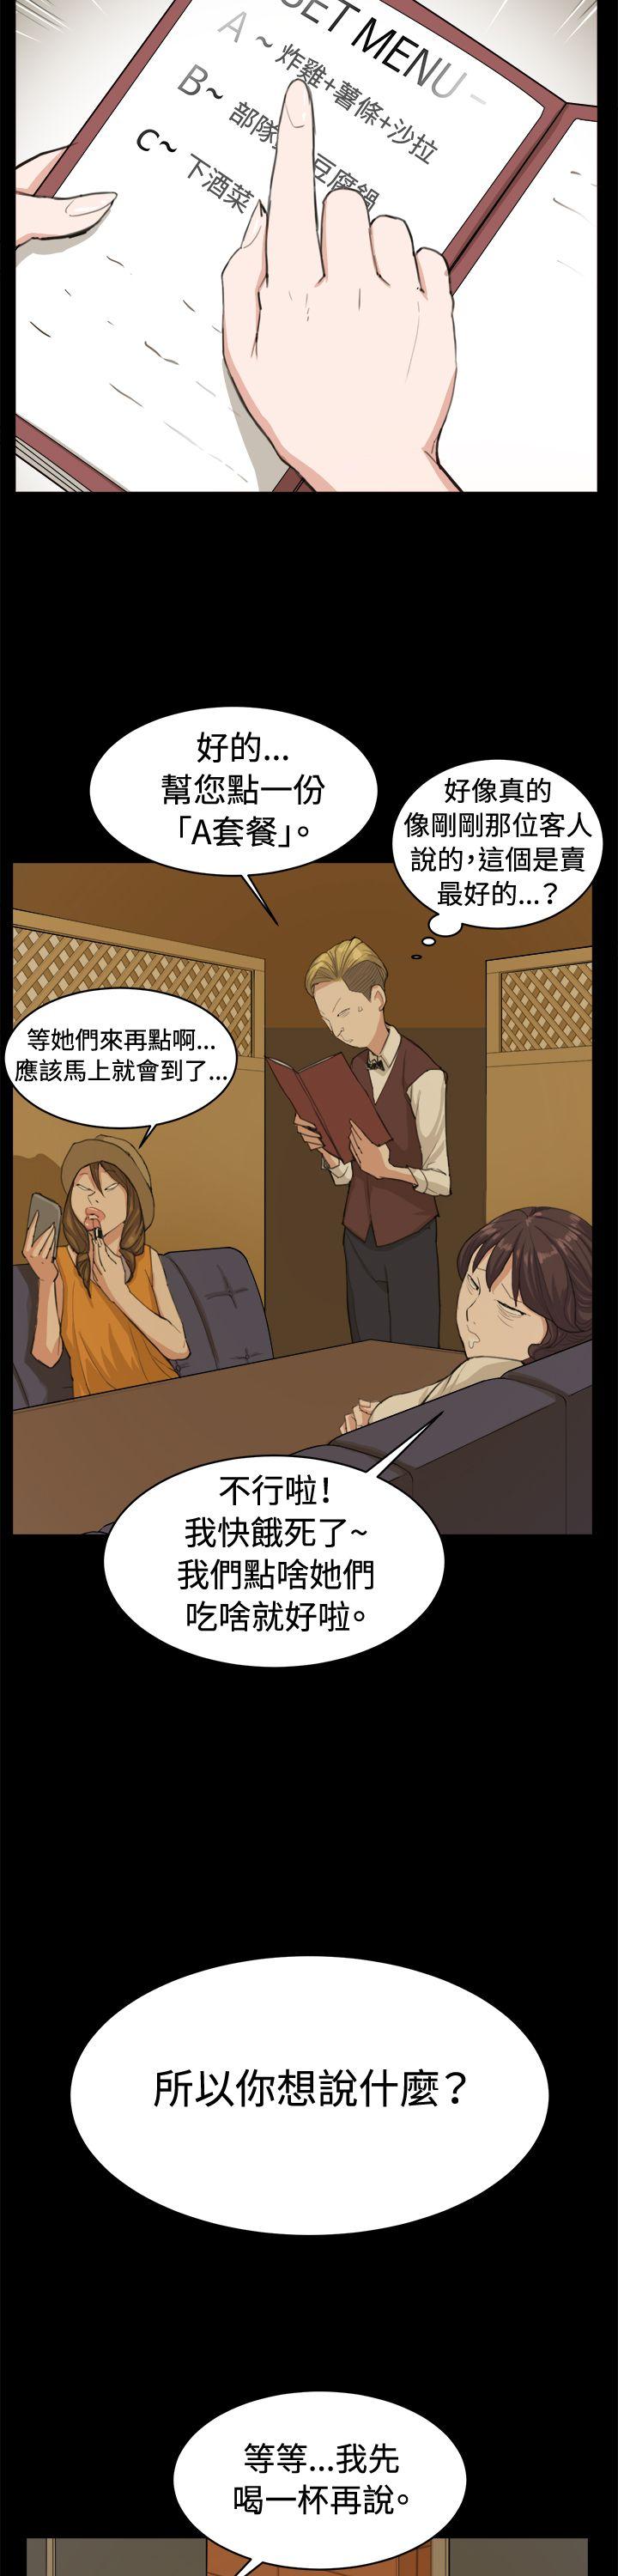 SET MENU -
A ~ 炸雞+薯條+沙拉
B ~ 部隊 豆腐鍋
C ~ 下酒菜
好的...
幫您點一份
「A套餐」。
好像真的
像剛剛那位客人
說的,這個是賣
最好的...?
等她們來再點啊...
應該馬上就會到了...
不行啦!
我快餓死了~
我們點啥她們
吃啥就好啦。
所以你想說什麼?
等等...我先
喝一杯再說。